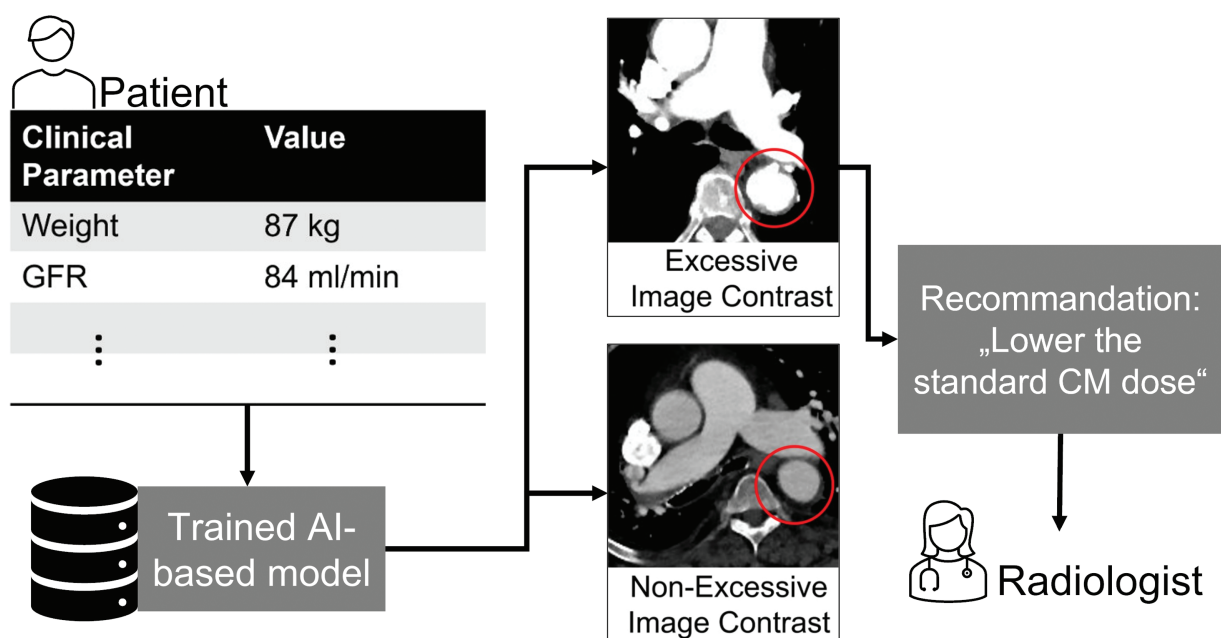 Patient
Clinical Parameter Value
Weight 87 kg
GFR 84 ml/min
⋮ ⋮
Trained AI-
based model
Excessive
Image Contrast
Non-Excessive
Image Contrast
Recommandation:
„Lower the
standard CM dose“
Radiologist